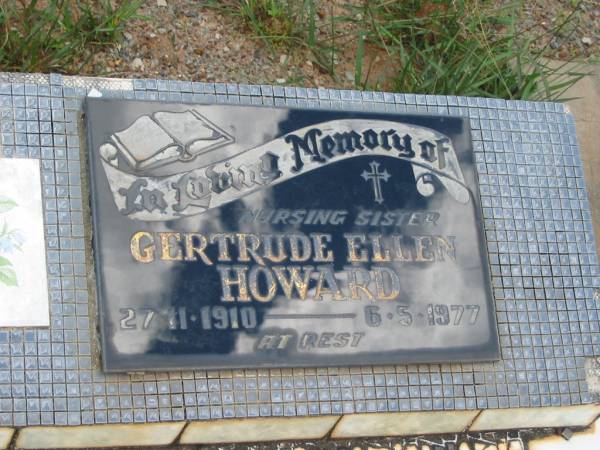 In Loving Memory of
NURSING SISTER
GERTRUDE ELLEN
HOWARD
27·11·1910 — 6·5·1977
AT REST